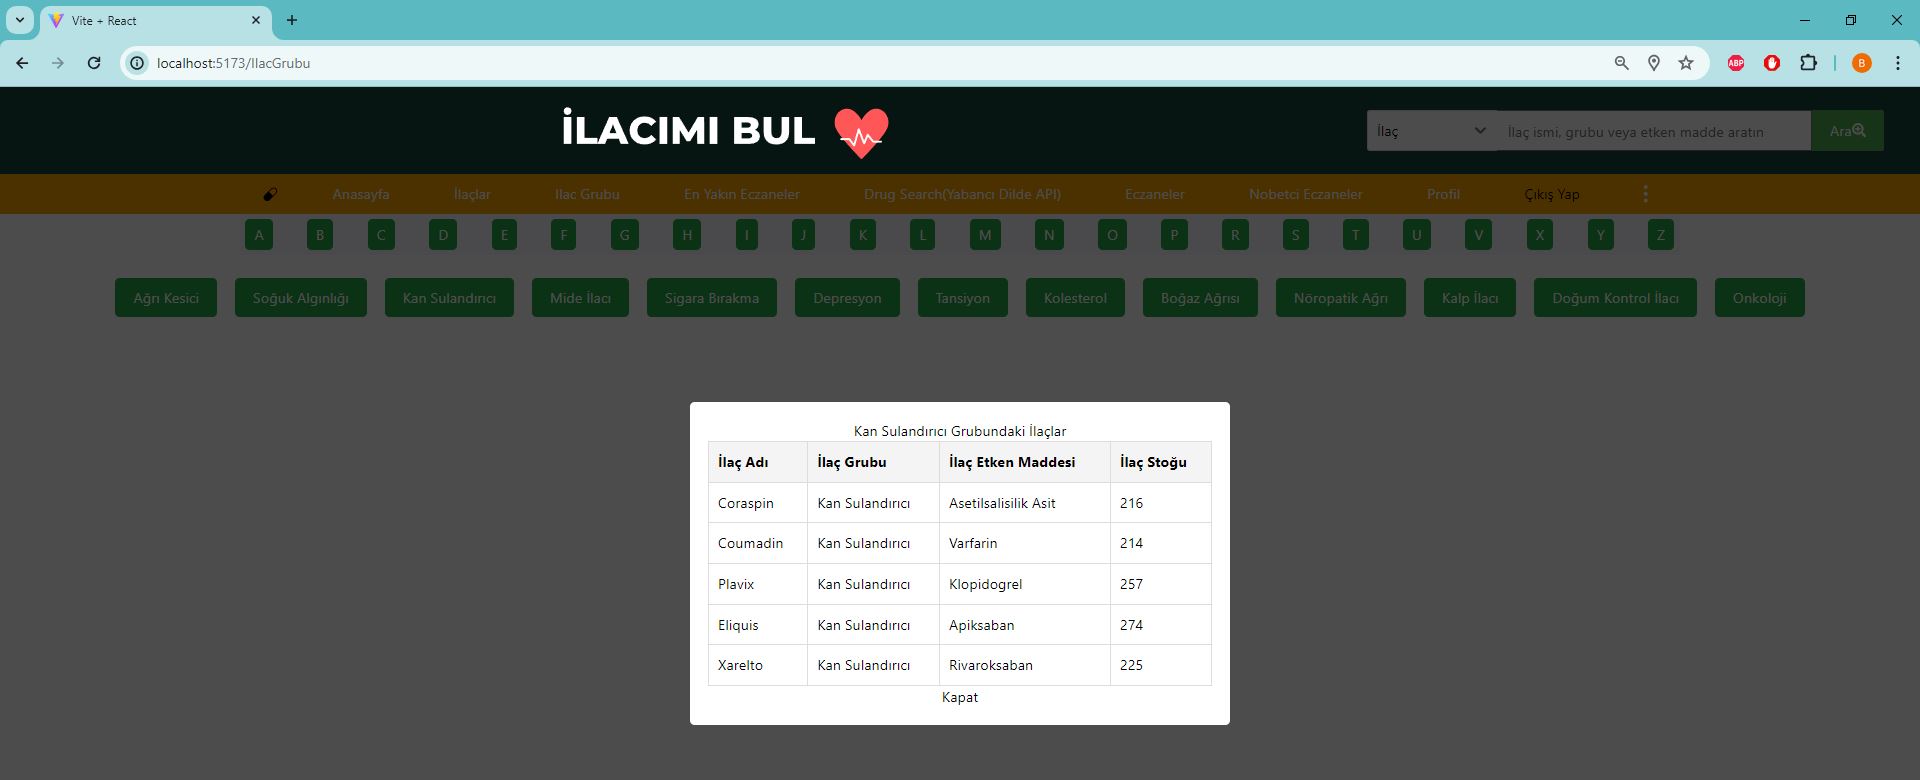 Vite + React
localhost:5173/IlacGrubu
ABP
B
İLACIMI BUL
İlaç
İlaç ismi, grubu veya etken madde aratın
Ara
Anasayfa İlaçlar Ilac Grubu En Yakın Eczaneler Drug Search(Yabancı Dilde API) Eczaneler Nobetci Eczaneler Profil Çıkış Yap
A B C D E F G H I J K L M N O P R S T U V X Y Z
Ağrı Kesici Soğuk Algınlığı Kan Sulandırıcı Mide İlacı Sigara Bırakma Depresyon Tansiyon Kolesterol Boğaz Ağrısı Nöropatik Ağrı Kalp İlacı Doğum Kontrol İlacı Onkoloji
Kan Sulandırıcı Grubundaki İlaçlar
İlaç Adı İlaç Grubu İlaç Etken Maddesi İlaç Stoğu
Coraspin Kan Sulandırıcı Asetilsalisilik Asit 216
Coumadin Kan Sulandırıcı Varfarin 214
Plavix Kan Sulandırıcı Klopidogrel 257
Eliquis Kan Sulandırıcı Apiksaban 274
Xarelto Kan Sulandırıcı Rivaroksaban 225
Kapat